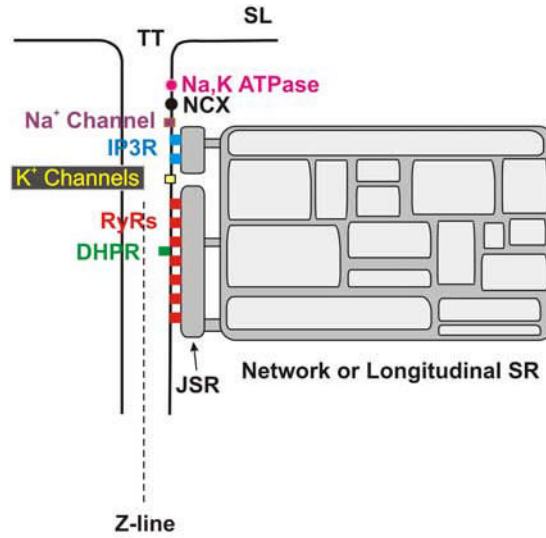 SL
TT
Na,K ATPase
NCX
Na⁺ Channel
IP3R
K⁺ Channels
RyRs
DHPR
Network or Longitudinal SR
JSR
Z-line